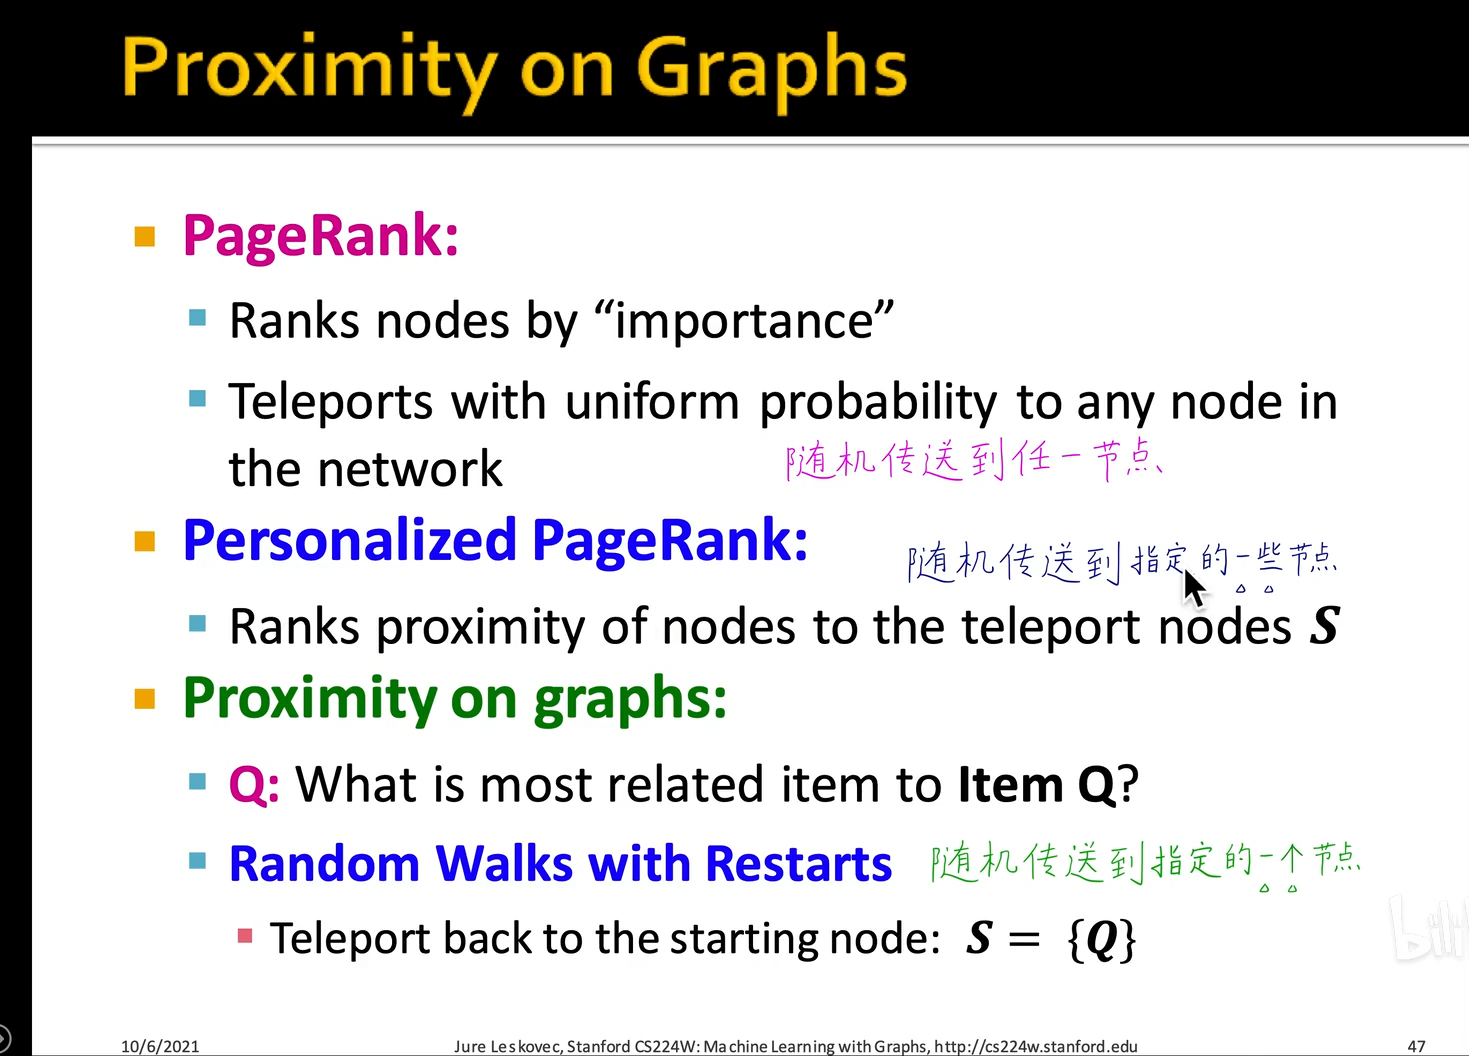 Proximity on Graphs
PageRank:
Ranks nodes by “importance”
Teleports with uniform probability to any node in
the network
随机传送到任一节点
Personalized PageRank:
随机传送到指定的一些节点
Ranks proximity of nodes to the teleport nodes S
Proximity on graphs:
Q: What is most related item to Item Q?
Random Walks with Restarts
随机传送到指定的一个节点
Teleport back to the starting node: S = {Q}
bili
10/6/2021
Jure Leskovec, Stanford CS224W: Machine Learning with Graphs, http://cs224w.stanford.edu
47